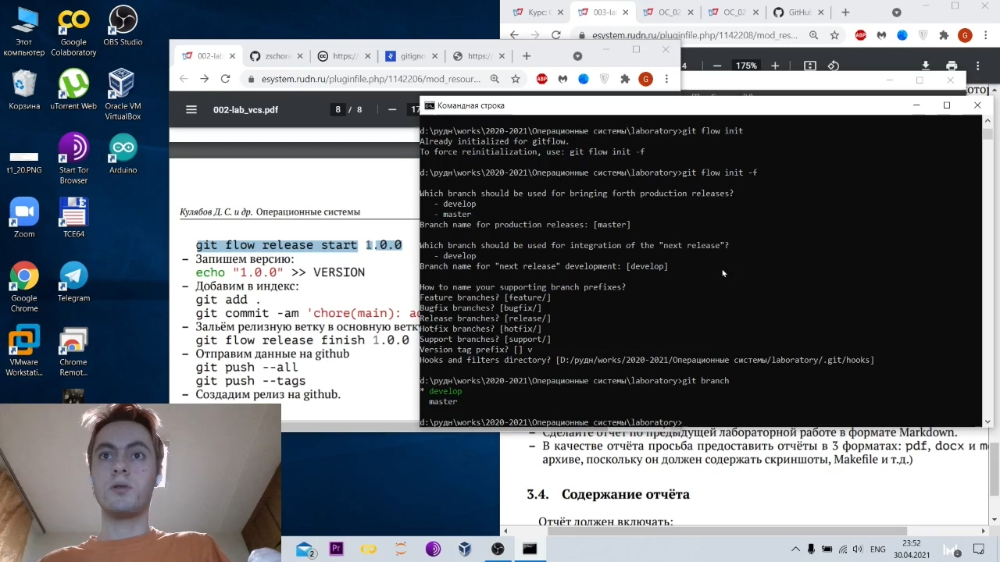 Этот компьютер
Google Colaboratory
OBS Studio
Корзина
uTorrent Web
Oracle VM VirtualBox
t1_20.PNG
Start Tor Browser
Arduino
Zoom
TCE64
Google Chrome
Telegram
VMware Workstati...
Chrome Remot...
Курс:
003-l
ОС_02
ОС_02
GitHub
esystem.rudn.ru/pluginfile.php/1142208/mod_res...
4
175%
002-la
zschora
https:/
gitigno
https:/
esystem.rudn.ru/pluginfile.php/1142206/mod_resour...
002-lab_vcs.pdf
8 / 8
Кулябов Д. С. и др. Операционные системы
git flow release start 1.0.0
– Запишем версию:
echo "1.0.0" >> VERSION
– Добавим в индекс:
git add .
git commit -am 'chore(main): ad
– Зальём релизную ветку в основную ветк
git flow release finish 1.0.0
– Отправим данные на github
git push --all
git push --tags
– Создадим релиз на github.
Командная строка
d:\рудн\works\2020-2021\Операционные системы\laboratory>git flow init
Already initialized for gitflow.
To force reinitialization, use: git flow init -f
d:\рудн\works\2020-2021\Операционные системы\laboratory>git flow init -f
Which branch should be used for bringing forth production releases?
- develop
- master
Branch name for production releases: [master]
Which branch should be used for integration of the "next release"?
- develop
Branch name for "next release" development: [develop]
How to name your supporting branch prefixes?
Feature branches? [feature/]
Bugfix branches? [bugfix/]
Release branches? [release/]
Hotfix branches? [hotfix/]
Support branches? [support/]
Version tag prefix? [] v
Hooks and filters directory? [D:/рудн/works/2020-2021/Операционные системы/laboratory/.git/hooks]
d:\рудн\works\2020-2021\Операционные системы\laboratory>git branch
* develop
master
d:\рудн\works\2020-2021\Операционные системы\laboratory>
– Сделайте отчёт по предыдущей лабораторной работе в формате Markdown.
– В качестве отчёта просьба предоставить отчёты в 3 форматах: pdf, docx и m
архиве, поскольку он должен содержать скриншоты, Makefile и т.д.)
3.4. Содержание отчёта
Отчёт должен включать:
ENG
23:52
30.04.2021